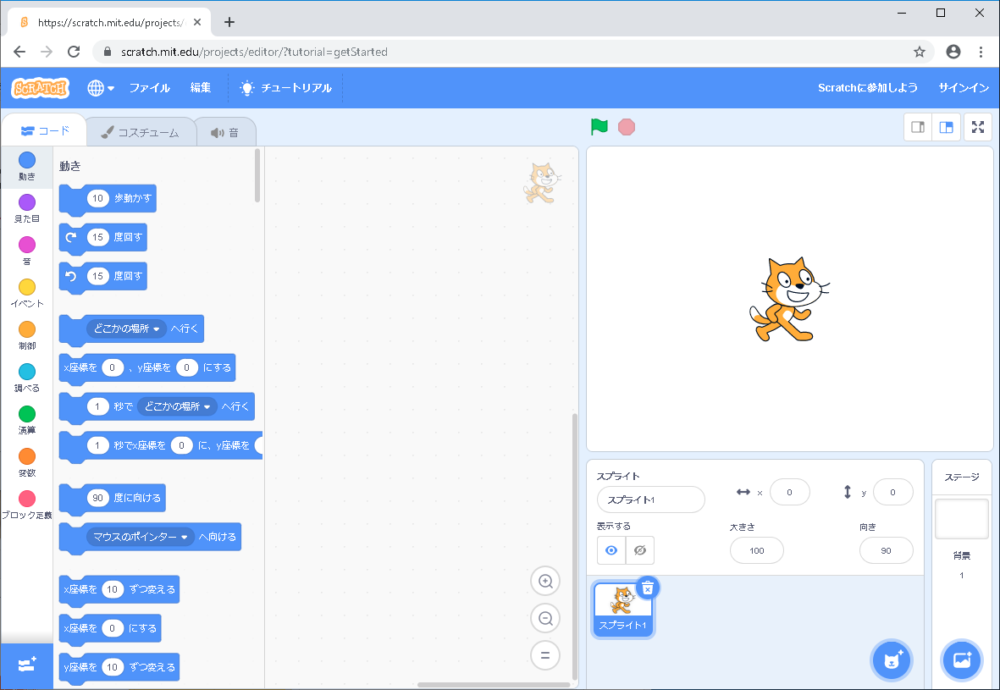 https://scratch.mit.edu/projects/
scratch.mit.edu/projects/editor/?tutorial=getStarted
SCRATCH
ファイル
編集
チュートリアル
Scratchに参加しよう
サインイン
コード
コスチューム
音
動き
見た目
音
イベント
制御
調べる
演算
変数
ブロック定義
動き
10 歩動かす
15 度回す
15 度回す
どこかの場所 へ行く
x座標を 0 、y座標を 0 にする
1 秒で どこかの場所 へ行く
1 秒でx座標を 0 に、y座標を
90 度に向ける
マウスのポインター へ向ける
x座標を 10 ずつ変える
x座標を 0 にする
y座標を 10 ずつ変える
スプライト
スプライト1
x 0
y 0
表示する
大きさ
100
向き
90
スプライト1
ステージ
背景
1